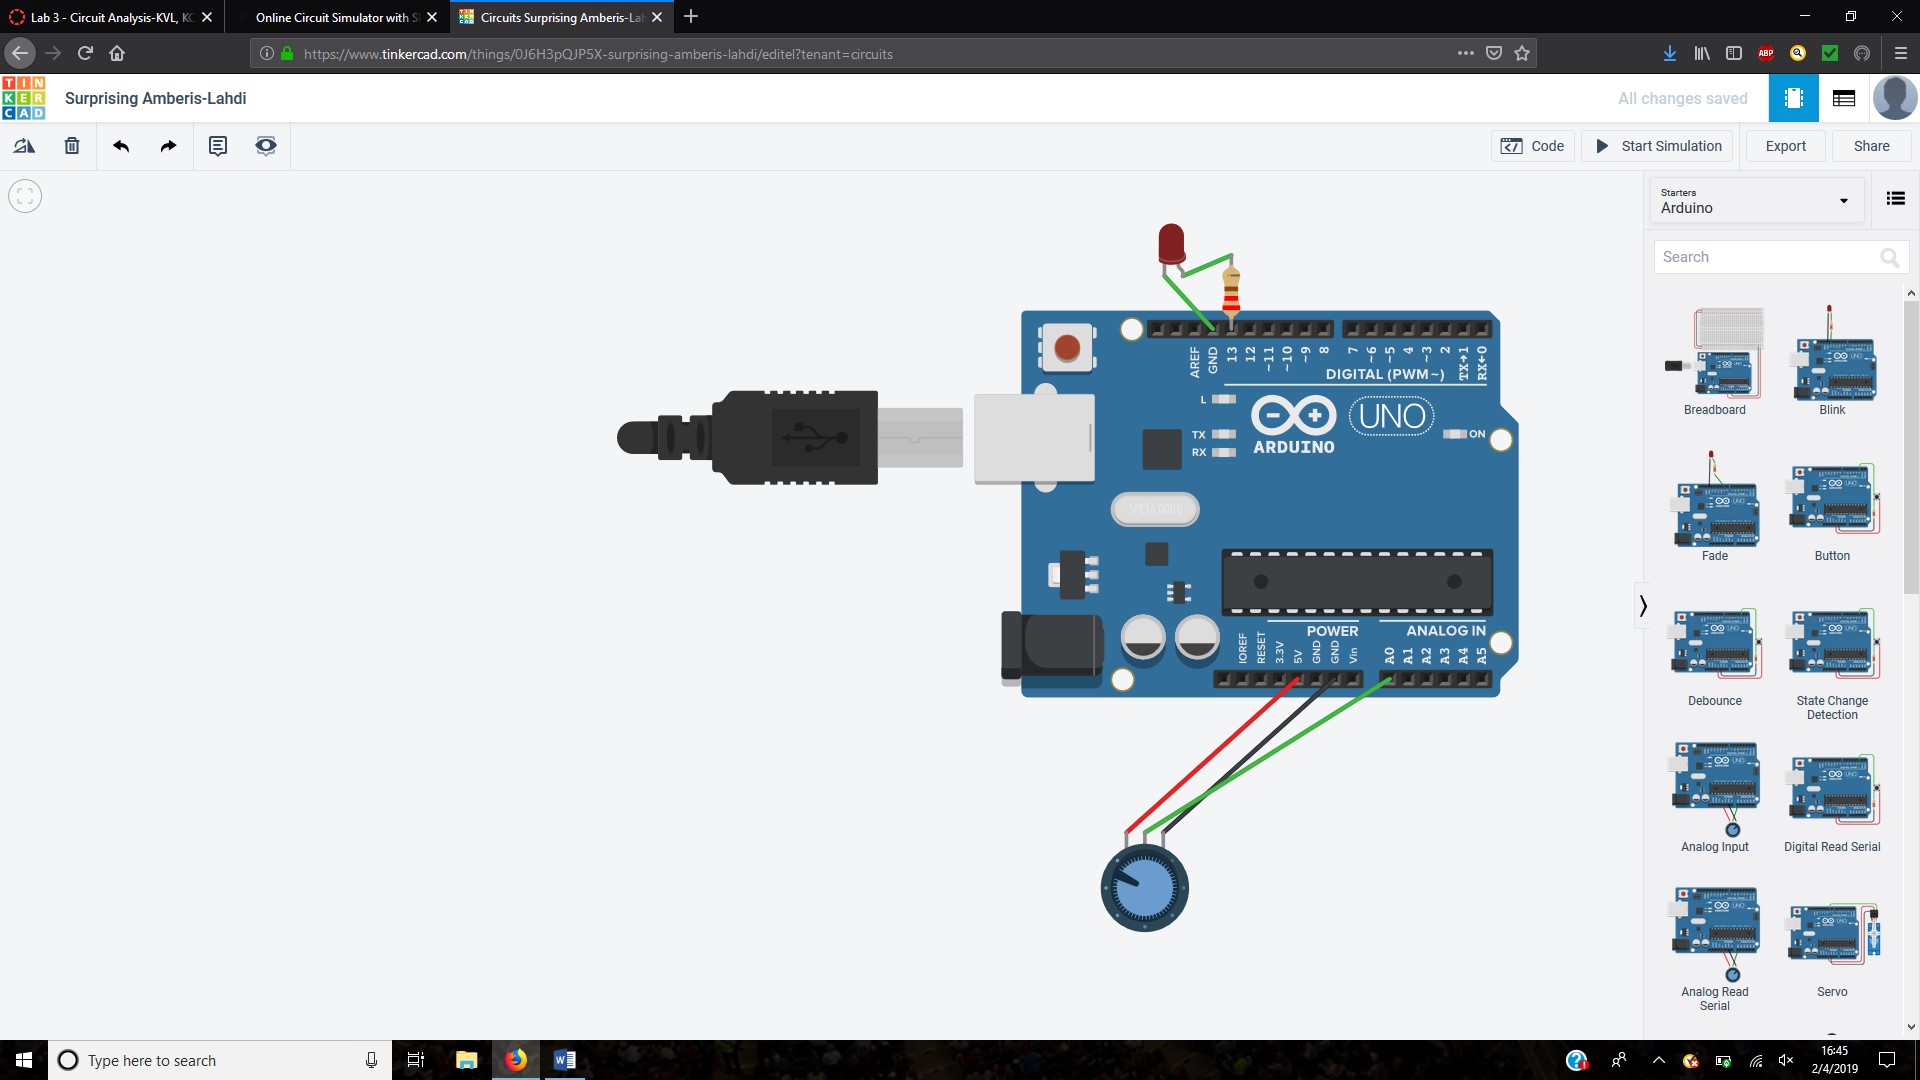 Lab 3 - Circuit Analysis-KVL, KC
Online Circuit Simulator with S
Circuits Surprising Amberis-Lah
https://www.tinkercad.com/things/0J6H3pQJP5X-surprising-amberis-lahdi/editel?tenant=circuits
ABP
TIN
KER
CAD
Surprising Amberis-Lahdi
All changes saved
Code
Start Simulation
Export
Share
Starters
Arduino
Search
AREF
GND
13
12
~11
~10
~9
8
7
~6
~5
4
~3
2
TX→1
RX←0
DIGITAL (PWM~)
L
TX
RX
UNO
ARDUINO
ON
IOREF
RESET
3.3V
5V
GND
GND
Vin
POWER
ANALOG IN
A0
A1
A2
A3
A4
A5
Breadboard
Blink
Fade
Button
Debounce
State Change
Detection
Analog Input
Digital Read Serial
Analog Read
Serial
Servo
Type here to search
16:45
2/4/2019